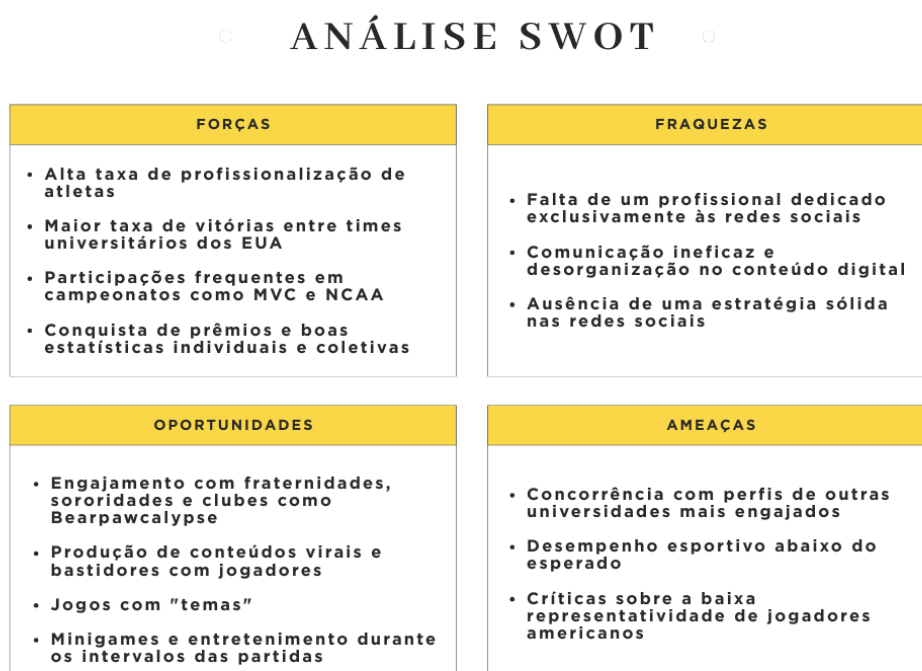 ANÁLISE SWOT
FORÇAS
• Alta taxa de profissionalização de
atletas
• Maior taxa de vitórias entre times
universitários dos EUA
• Participações frequentes em
campeonatos como MVC e NCAA
• Conquista de prêmios e boas
estatísticas individuais e coletivas
FRAQUEZAS
• Falta de um profissional dedicado
exclusivamente às redes sociais
• Comunicação ineficaz e
desorganização no conteúdo digital
• Ausência de uma estratégia sólida
nas redes sociais
OPORTUNIDADES
• Engajamento com fraternidades,
sororidades e clubes como
Bearpawcalypse
• Produção de conteúdos virais e
bastidores com jogadores
• Jogos com "temas"
• Minigames e entretenimento durante
os intervalos das partidas
AMEAÇAS
• Concorrência com perfis de outras
universidades mais engajados
• Desempenho esportivo abaixo do
esperado
• Críticas sobre a baixa
representatividade de jogadores
americanos